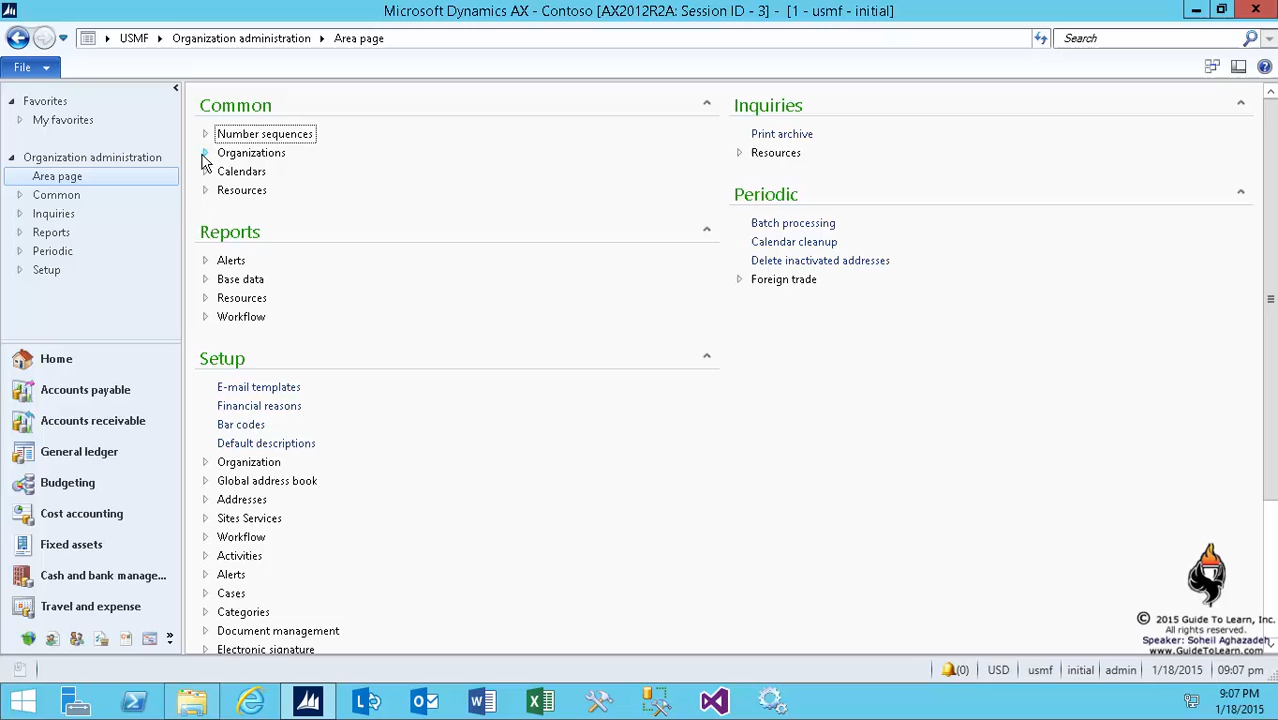 Microsoft Dynamics AX - Contoso [AX2012R2A: Session ID - 3] - [1 - usmf - initial]
USMF
Organization administration
Area page
Search
File
Favorites
My favorites
Organization administration
Area page
Common
Inquiries
Reports
Periodic
Setup
Home
Accounts payable
Accounts receivable
General ledger
Budgeting
Cost accounting
Fixed assets
Cash and bank manage...
Travel and expense
Common
Number sequences
Organizations
Calendars
Resources
Reports
Alerts
Base data
Resources
Workflow
Setup
E-mail templates
Financial reasons
Bar codes
Default descriptions
Organization
Global address book
Addresses
Sites Services
Workflow
Activities
Alerts
Cases
Categories
Document management
Electronic signature
Inquiries
Print archive
Resources
Periodic
Batch processing
Calendar cleanup
Delete inactivated addresses
Foreign trade
© 2015 Guide To Learn, Inc.
All rights reserved.
Speaker: Soheil Aghazadeh
www.GuideToLearn.com
(0)
USD
usmf
initial
admin
1/18/2015
09:07 pm
9:07 PM
1/18/2015